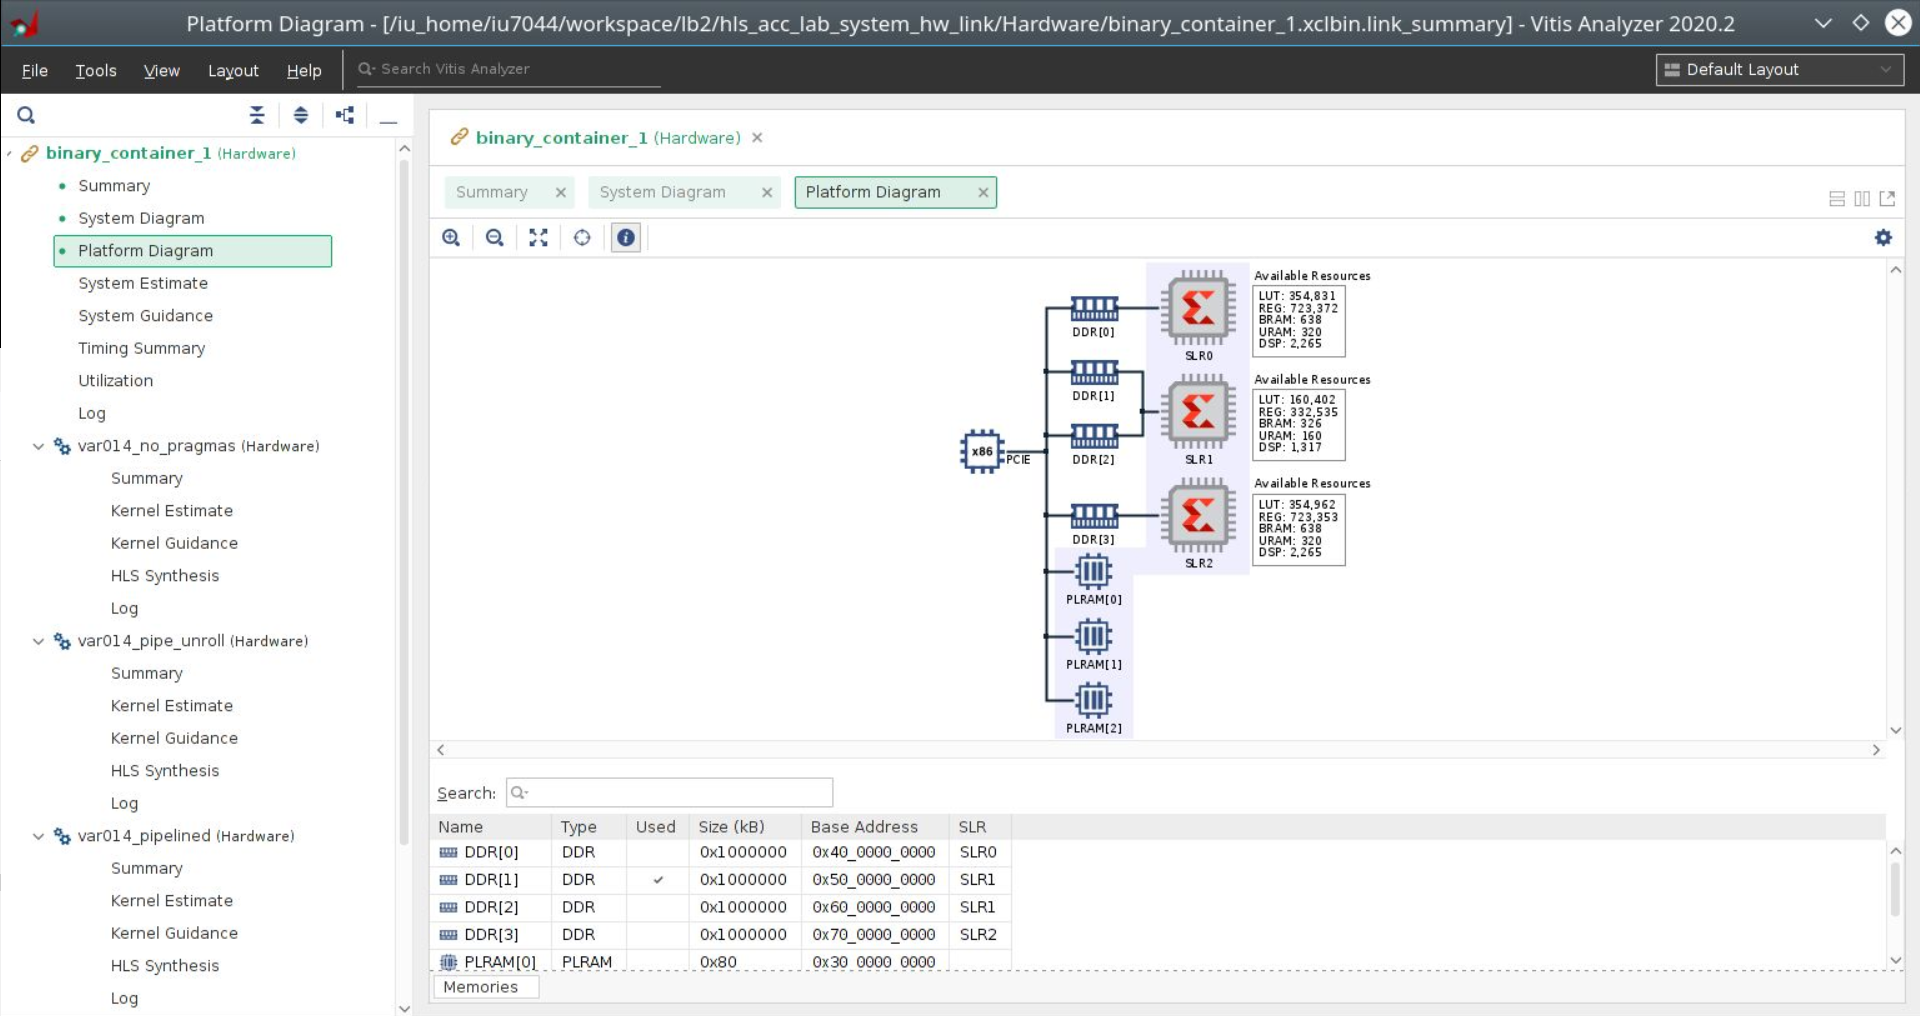 Platform Diagram - [/iu_home/iu7044/workspace/lb2/hls_acc_lab_system_hw_link/Hardware/binary_container_1.xclbin.link_summary] - Vitis Analyzer 2020.2
File Tools View Layout Help Search Vitis Analyzer Default Layout
binary_container_1 (Hardware)
Summary
System Diagram
Platform Diagram
System Estimate
System Guidance
Timing Summary
Utilization
Log
var014_no_pragmas (Hardware)
Summary
Kernel Estimate
Kernel Guidance
HLS Synthesis
Log
var014_pipe_unroll (Hardware)
Summary
Kernel Estimate
Kernel Guidance
HLS Synthesis
Log
var014_pipelined (Hardware)
Summary
Kernel Estimate
Kernel Guidance
HLS Synthesis
Log
binary_container_1 (Hardware)
Summary System Diagram Platform Diagram
x86 PCIE
DDR[0]
DDR[1]
DDR[2]
DDR[3]
PLRAM[0]
PLRAM[1]
PLRAM[2]
SLR0
Available Resources
LUT: 354,831
REG: 723,372
BRAM: 638
URAM: 320
DSP: 2,265
SLR1
Available Resources
LUT: 160,402
REG: 332,535
BRAM: 326
URAM: 160
DSP: 1,317
SLR2
Available Resources
LUT: 354,962
REG: 723,353
BRAM: 638
URAM: 320
DSP: 2,265
Search:
Name Type Used Size (kB) Base Address SLR
DDR[0] DDR 0x1000000 0x40_0000_0000 SLR0
DDR[1] DDR ✓ 0x1000000 0x50_0000_0000 SLR1
DDR[2] DDR 0x1000000 0x60_0000_0000 SLR1
DDR[3] DDR 0x1000000 0x70_0000_0000 SLR2
PLRAM[0] PLRAM 0x80 0x30_0000_0000
Memories